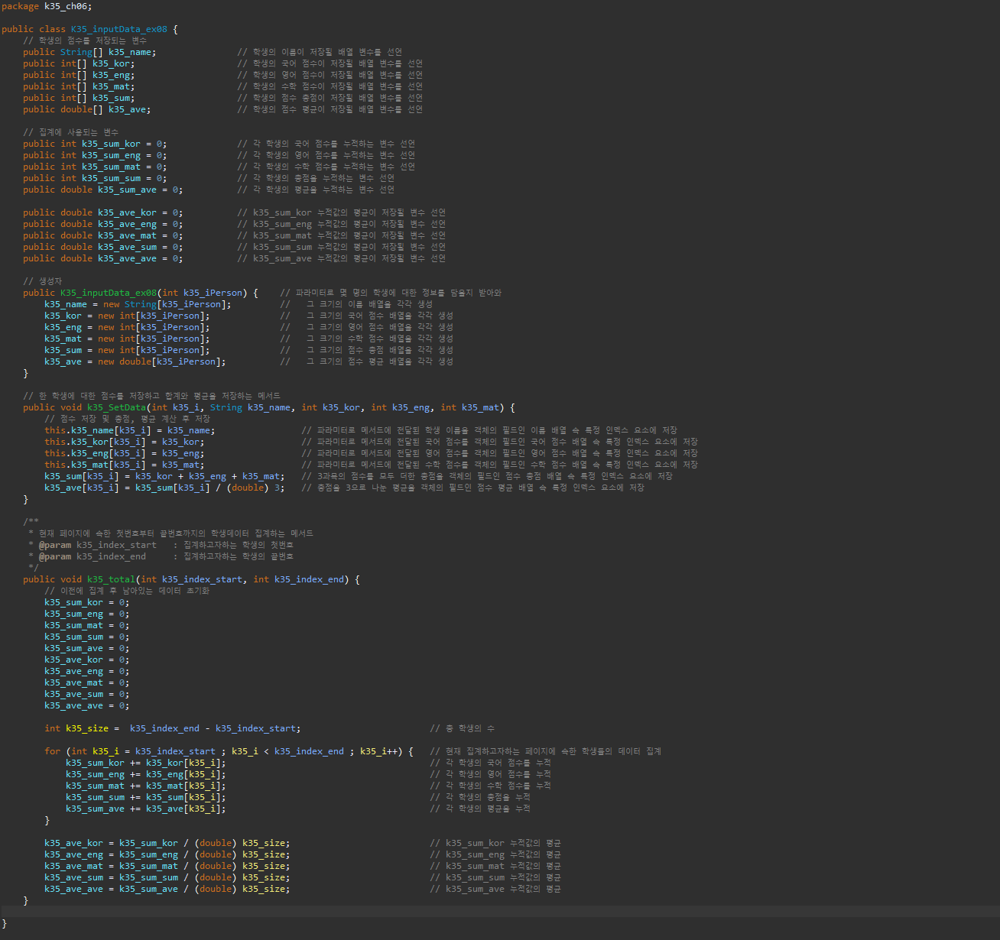 package k35_ch06;
public class K35_inputData_ex08 {
// 학생의 점수를 저장되는 변수
public String[] k35_name; // 학생의 이름이 저장될 배열 변수를 선언
public int[] k35_kor; // 학생의 국어 점수가 저장될 배열 변수를 선언
public int[] k35_eng; // 학생의 영어 점수가 저장될 배열 변수를 선언
public int[] k35_mat; // 학생의 수학 점수가 저장될 배열 변수를 선언
public int[] k35_sum; // 학생의 점수 총점이 저장될 배열 변수를 선언
public double[] k35_ave; // 학생의 점수 평균이 저장될 배열 변수를 선언
// 집계에 사용되는 변수
public int k35_sum_kor = 0; // 각 학생의 국어 점수를 누적하는 변수 선언
public int k35_sum_eng = 0; // 각 학생의 영어 점수를 누적하는 변수 선언
public int k35_sum_mat = 0; // 각 학생의 수학 점수를 누적하는 변수 선언
public int k35_sum_sum = 0; // 각 학생의 총점을 누적하는 변수 선언
public double k35_sum_ave = 0; // 각 학생의 평균을 누적하는 변수 선언
public double k35_ave_kor = 0; // k35_sum_kor 누적값의 평균이 저장될 변수 선언
public double k35_ave_eng = 0; // k35_sum_eng 누적값의 평균이 저장될 변수 선언
public double k35_ave_mat = 0; // k35_sum_mat 누적값의 평균이 저장될 변수 선언
public double k35_ave_sum = 0; // k35_sum_sum 누적값의 평균이 저장될 변수 선언
public double k35_ave_ave = 0; // k35_sum_ave 누적값의 평균이 저장될 변수 선언
// 생성자
public K35_inputData_ex08(int k35_iPerson) { // 파라미터로 몇 명의 학생에 대한 정보를 담을지 받아와
k35_name = new String[k35_iPerson]; // 그 크기의 이름 배열을 각각 생성
k35_kor = new int[k35_iPerson]; // 그 크기의 국어 점수 배열을 각각 생성
k35_eng = new int[k35_iPerson]; // 그 크기의 영어 점수 배열을 각각 생성
k35_mat = new int[k35_iPerson]; // 그 크기의 수학 점수 배열을 각각 생성
k35_sum = new int[k35_iPerson]; // 그 크기의 점수 총점 배열을 각각 생성
k35_ave = new double[k35_iPerson]; // 그 크기의 점수 평균 배열을 각각 생성
}
// 한 학생에 대한 점수를 저장하고 합계와 평균을 저장하는 메서드
public void k35_SetData(int k35_i, String k35_name, int k35_kor, int k35_eng, int k35_mat) {
// 점수 저장 및 총점, 평균 계산 후 저장
this.k35_name[k35_i] = k35_name; // 파라미터로 메서드에 전달된 학생 이름을 객체의 필드인 이름 배열 속 특정 인덱스 요소에 저장
this.k35_kor[k35_i] = k35_kor; // 파라미터로 메서드에 전달된 국어 점수를 객체의 필드인 국어 점수 배열 속 특정 인덱스 요소에 저장
this.k35_eng[k35_i] = k35_eng; // 파라미터로 메서드에 전달된 영어 점수를 객체의 필드인 영어 점수 배열 속 특정 인덱스 요소에 저장
this.k35_mat[k35_i] = k35_mat; // 파라미터로 메서드에 전달된 수학 점수를 객체의 필드인 수학 점수 배열 속 특정 인덱스 요소에 저장
k35_sum[k35_i] = k35_kor + k35_eng + k35_mat; // 3과목의 점수를 모두 더한 총점을 객체의 필드인 점수 총점 배열 속 특정 인덱스 요소에 저장
k35_ave[k35_i] = k35_sum[k35_i] / (double) 3; // 총점을 3으로 나눈 평균을 객체의 필드인 점수 평균 배열 속 특정 인덱스 요소에 저장
}
/**
* 현재 페이지에 속한 첫번호부터 끝번호까지의 학생데이터 집계하는 메서드
* @param k35_index_start : 집계하고자하는 학생의 첫번호
* @param k35_index_end : 집계하고자하는 학생의 끝번호
*/
public void k35_total(int k35_index_start, int k35_index_end) {
// 이전에 집계 후 남아있는 데이터 초기화
k35_sum_kor = 0;
k35_sum_eng = 0;
k35_sum_mat = 0;
k35_sum_sum = 0;
k35_sum_ave = 0;
k35_ave_kor = 0;
k35_ave_eng = 0;
k35_ave_mat = 0;
k35_ave_sum = 0;
k35_ave_ave = 0;
int k35_size = k35_index_end - k35_index_start; // 총 학생의 수
for (int k35_i = k35_index_start ; k35_i < k35_index_end ; k35_i++) { // 현재 집계하고자하는 페이지에 속한 학생들의 데이터 집계
k35_sum_kor += k35_kor[k35_i]; // 각 학생의 국어 점수를 누적
k35_sum_eng += k35_eng[k35_i]; // 각 학생의 영어 점수를 누적
k35_sum_mat += k35_mat[k35_i]; // 각 학생의 수학 점수를 누적
k35_sum_sum += k35_sum[k35_i]; // 각 학생의 총점을 누적
k35_sum_ave += k35_ave[k35_i]; // 각 학생의 평균을 누적
}
k35_ave_kor = k35_sum_kor / (double) k35_size; // k35_sum_kor 누적값의 평균
k35_ave_eng = k35_sum_eng / (double) k35_size; // k35_sum_eng 누적값의 평균
k35_ave_mat = k35_sum_mat / (double) k35_size; // k35_sum_mat 누적값의 평균
k35_ave_sum = k35_sum_sum / (double) k35_size; // k35_sum_sum 누적값의 평균
k35_ave_ave = k35_sum_ave / (double) k35_size; // k35_sum_ave 누적값의 평균
}
}